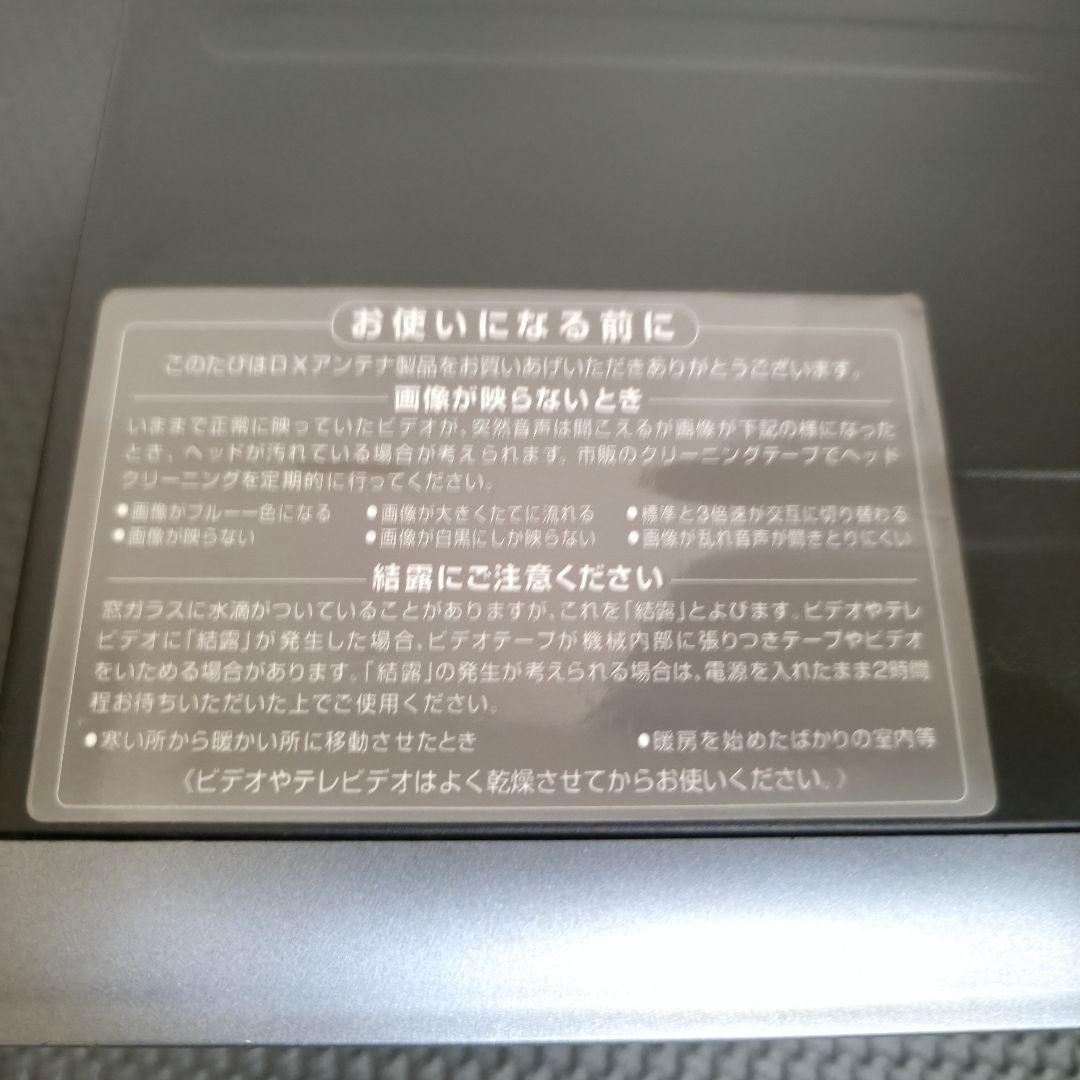 お使いになる前に
このたびはDXアンテナ製品をお買いあげいただきありがとうございます。
画像が映らないとき
いままで正常に映っていたビデオが、突然音声は聞こえるが画像が下記の様になった
とき、ヘッドが汚れている場合が考えられます。市販のクリーニングテープでヘッド
クリーニングを定期的に行ってください。
●画像がブルー一色になる ●画像が大きくたてに流れる ●標準と3倍速が交互に切り替わる
●画像が映らない ●画像が白黒にしか映らない ●画像が乱れ音声が聞きとりにくい
結露にご注意ください
窓ガラスに水滴がついていることがありますが、これを「結露」とよびます。ビデオやテレ
ビデオに「結露」が発生した場合、ビデオテープが機械内部に張りつきテープやビデオ
をいためる場合があります。「結露」の発生が考えられる場合は、電源を入れたまま2時間
程お待ちいただいた上でご使用ください。
●寒い所から暖かい所に移動させたとき ●暖房を始めたばかりの室内等
《ビデオやテレビデオはよく乾燥させてからお使いください。》